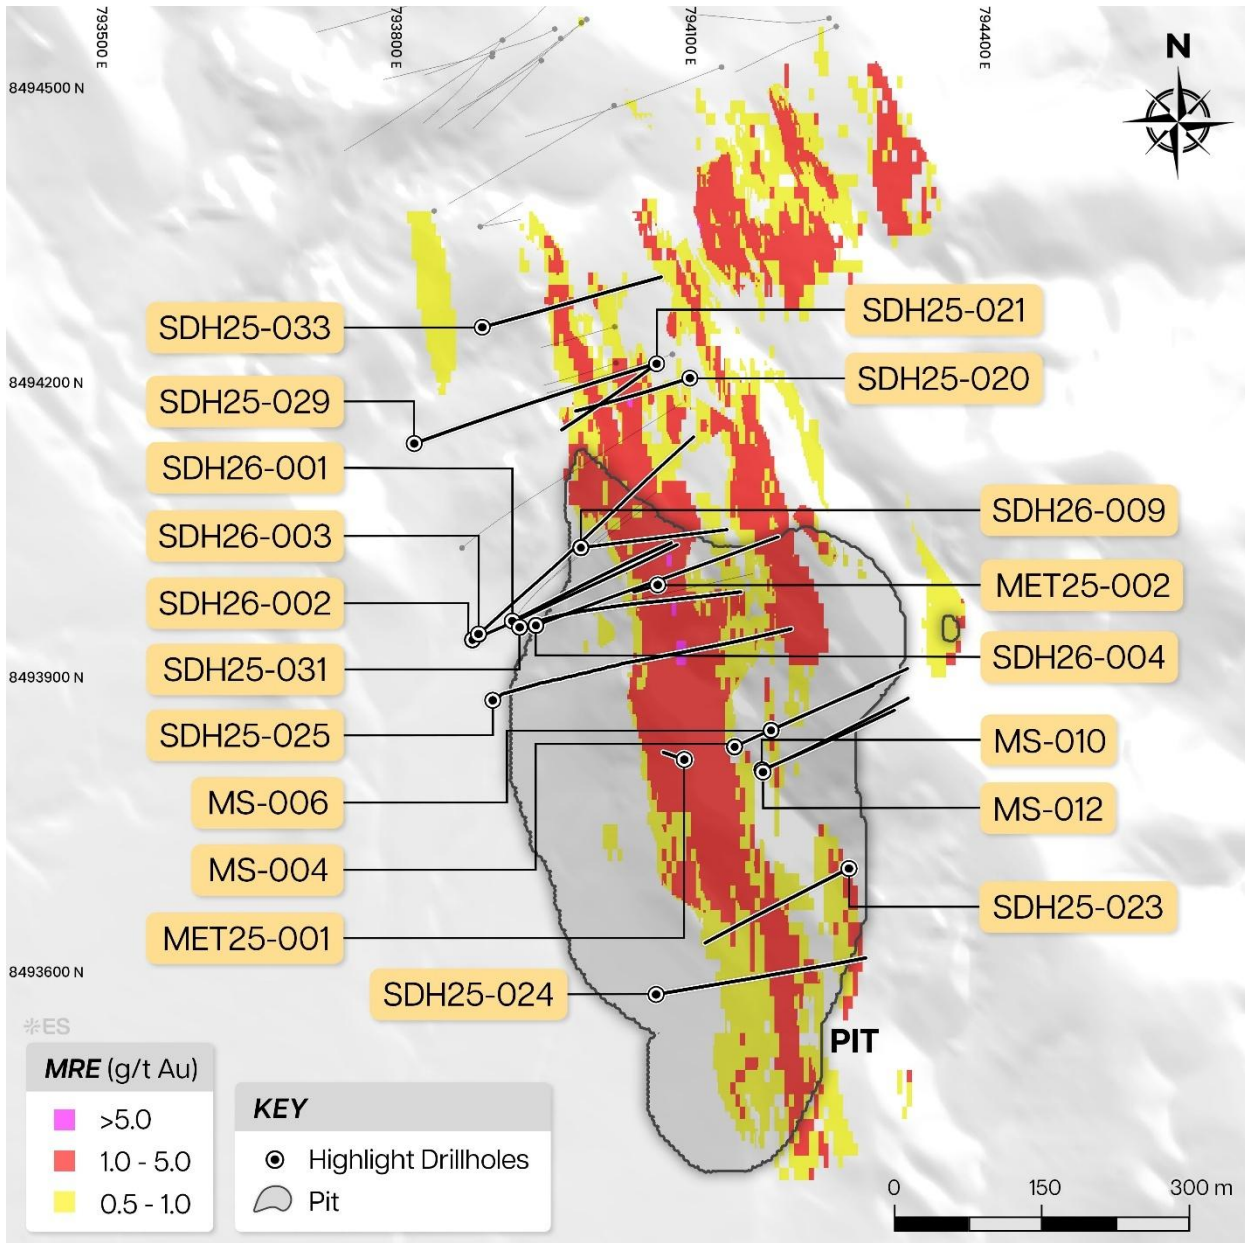 793500 E
793800 E
794100 E
794400 E
N
8494500 N
SDH25-033
SDH25-021
8494200 N
SDH25-029
SDH25-020
SDH26-001
SDH26-003
SDH26-009
SDH26-002
MET25-002
SDH25-031
SDH26-004
8493900 N
SDH25-025
MS-010
MS-006
MS-012
MS-004
SDH25-023
MET25-001
8493600 N
SDH25-024
ES
PIT
MRE (g/t Au)
>5.0
1.0 - 5.0
0.5 - 1.0
KEY
Highlight Drillholes
Pit
0 150 300 m